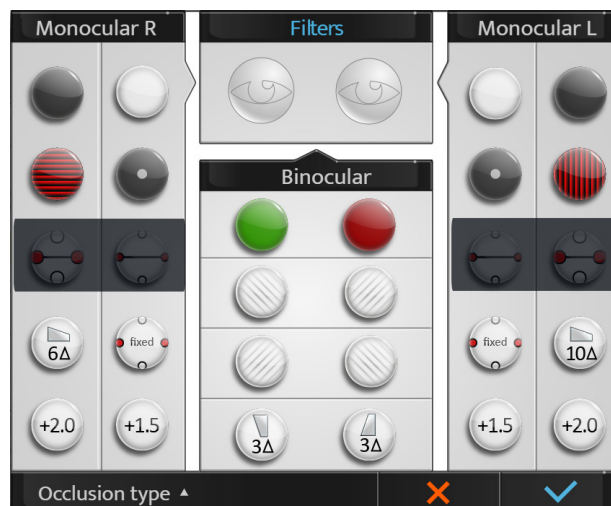 Monocular R
Filters
Monocular L
Binocular
6Δ
fixed
fixed
10Δ
+2.0
+1.5
3Δ
3Δ
+1.5
+2.0
Occlusion type